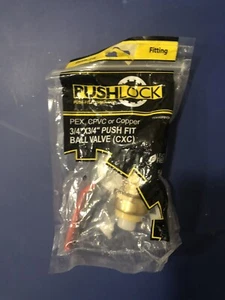 Fitting
PUSHLOCK
PEX, CPVC or Copper
3/4"X3/4" PUSH FIT
BALL VALVE (CXC)